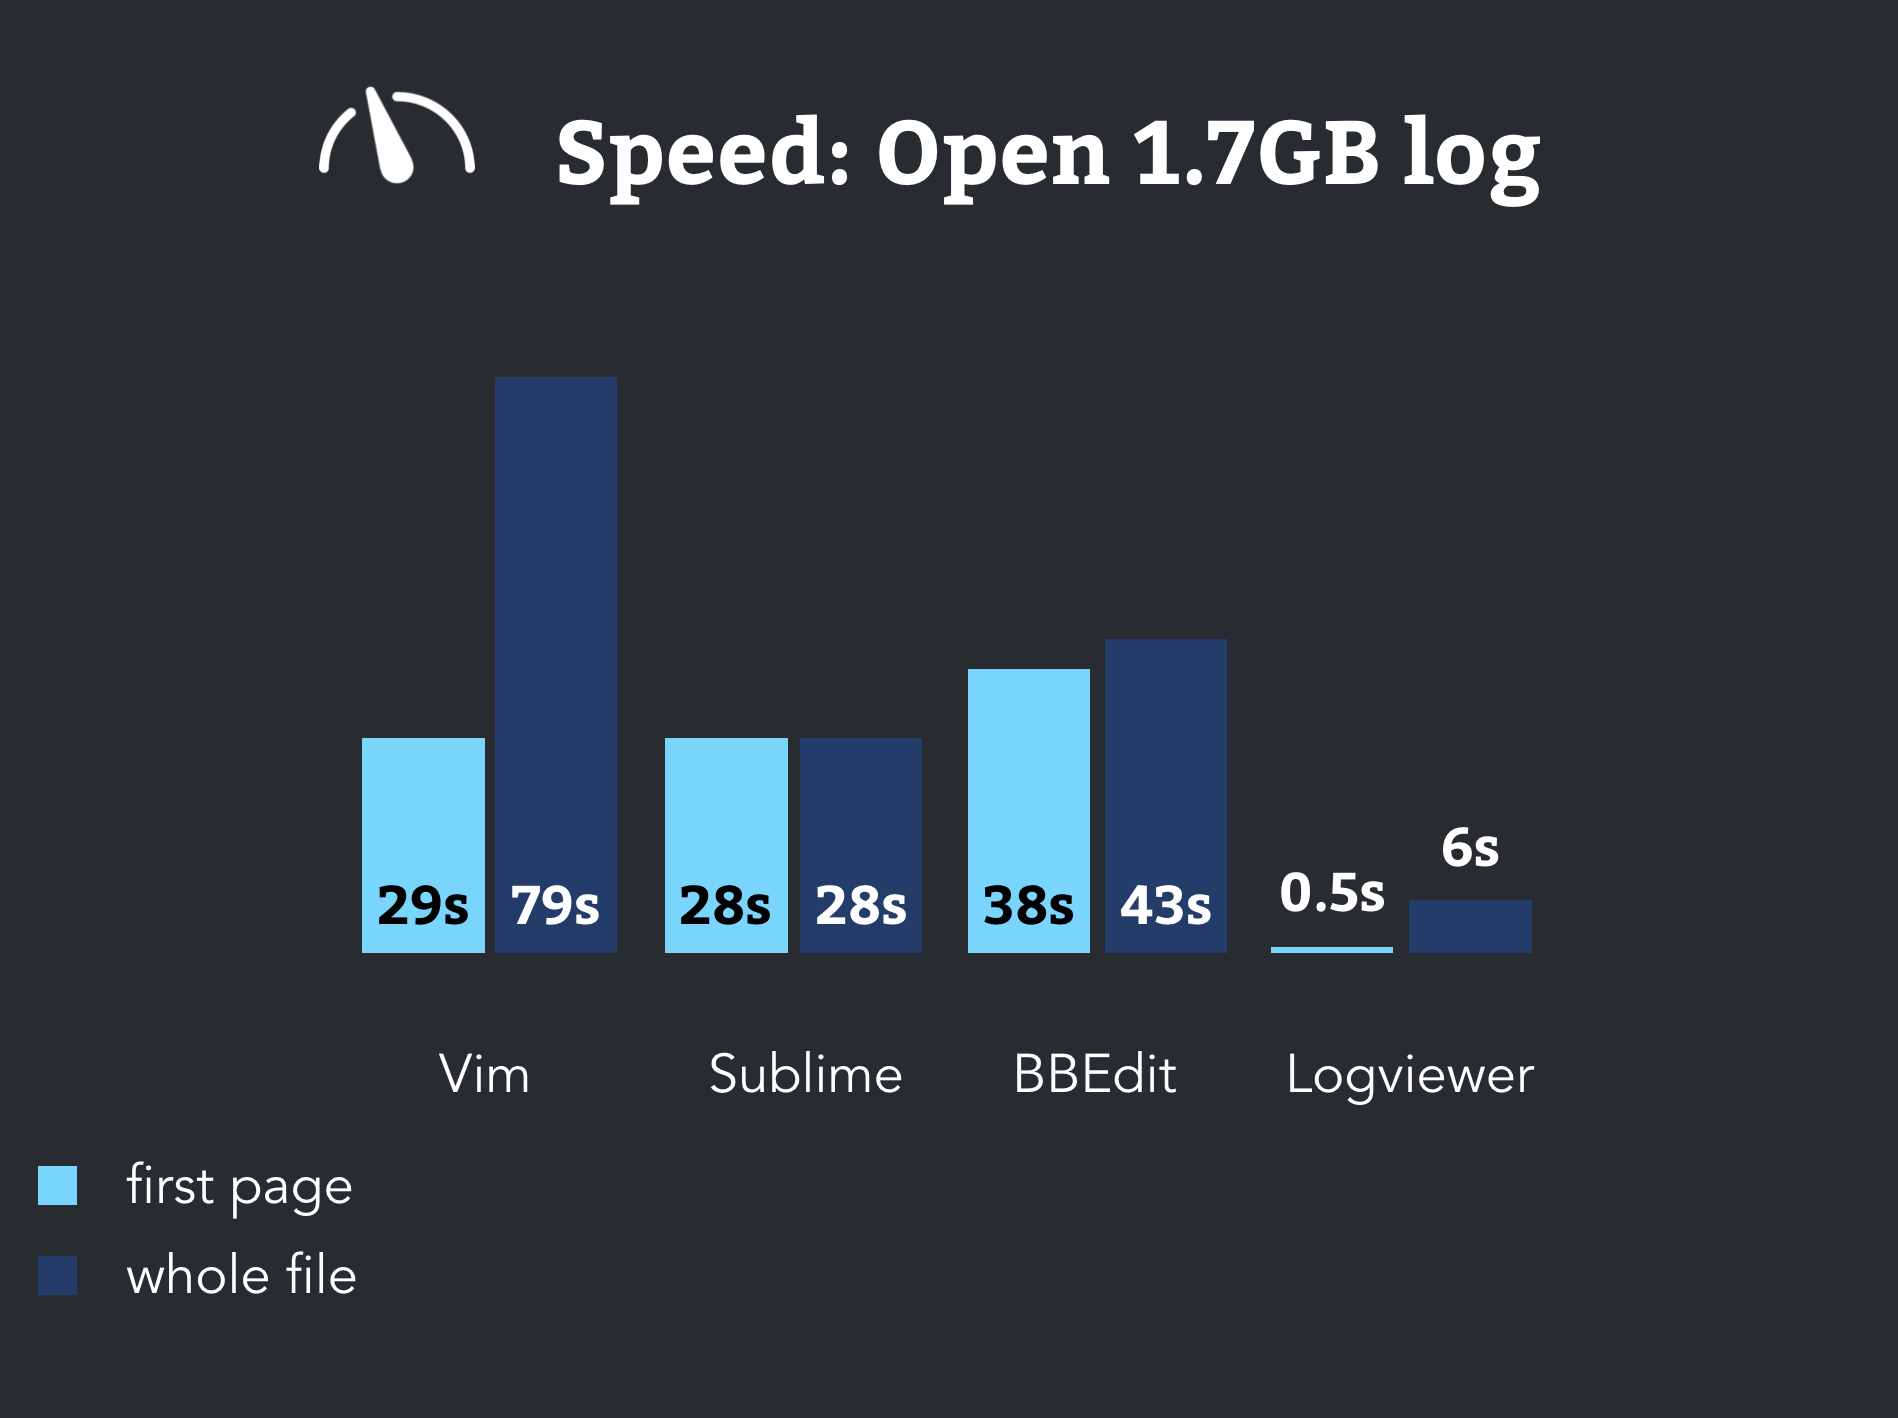 Speed: Open 1.7GB log
29s 79s 28s 28s 38s 43s 0.5s 6s
Vim Sublime BBEdit Logviewer
first page
whole file